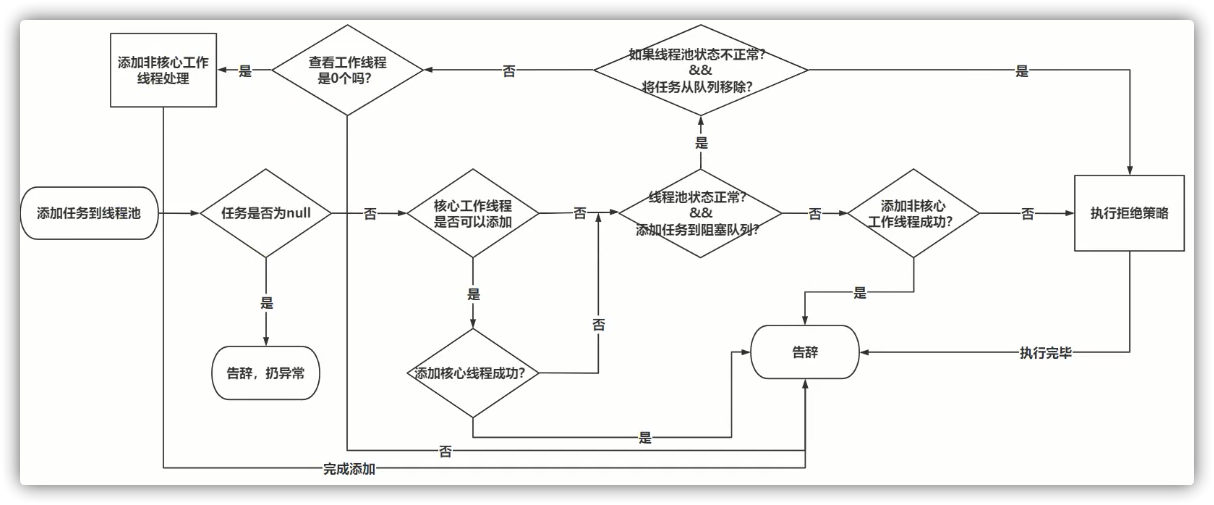 添加非核心工作
线程处理
是
查看工作线程
是0个吗？
否
如果线程池状态不正常？
&&
将任务从队列移除？
是
是
添加任务到线程池
任务是否为null
否
核心工作线程
是否可以添加
否
线程池状态正常？
&&
添加任务到阻塞队列？
否
添加非核心
工作线程成功？
否
执行拒绝策略
是
是
是
否
告辞，扔异常
添加核心线程成功？
告辞
执行完毕
是
否
完成添加